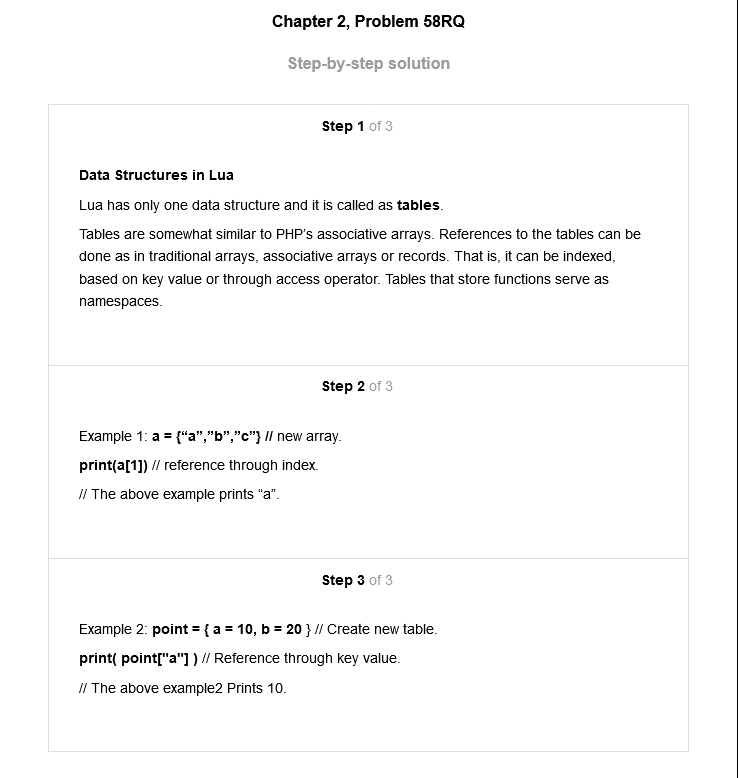 Chapter 2, Problem 58RQ
Step-by-step solution
Step 1 of 3
Data Structures in Lua
Lua has only one data structure and it is called as tables.
Tables are somewhat similar to PHP's associative arrays. References to the tables can be
done as in traditional arrays, associative arrays or records. That is, it can be indexed,
based on key value or through access operator. Tables that store functions serve as
namespaces.
Step 2 of 3
Example 1: a = {“a”,”b”,”c”} // new array.
print(a[1]) // reference through index.
// The above example prints “a”.
Step 3 of 3
Example 2: point = { a = 10, b = 20 } // Create new table.
print( point["a"] ) // Reference through key value.
// The above example2 Prints 10.